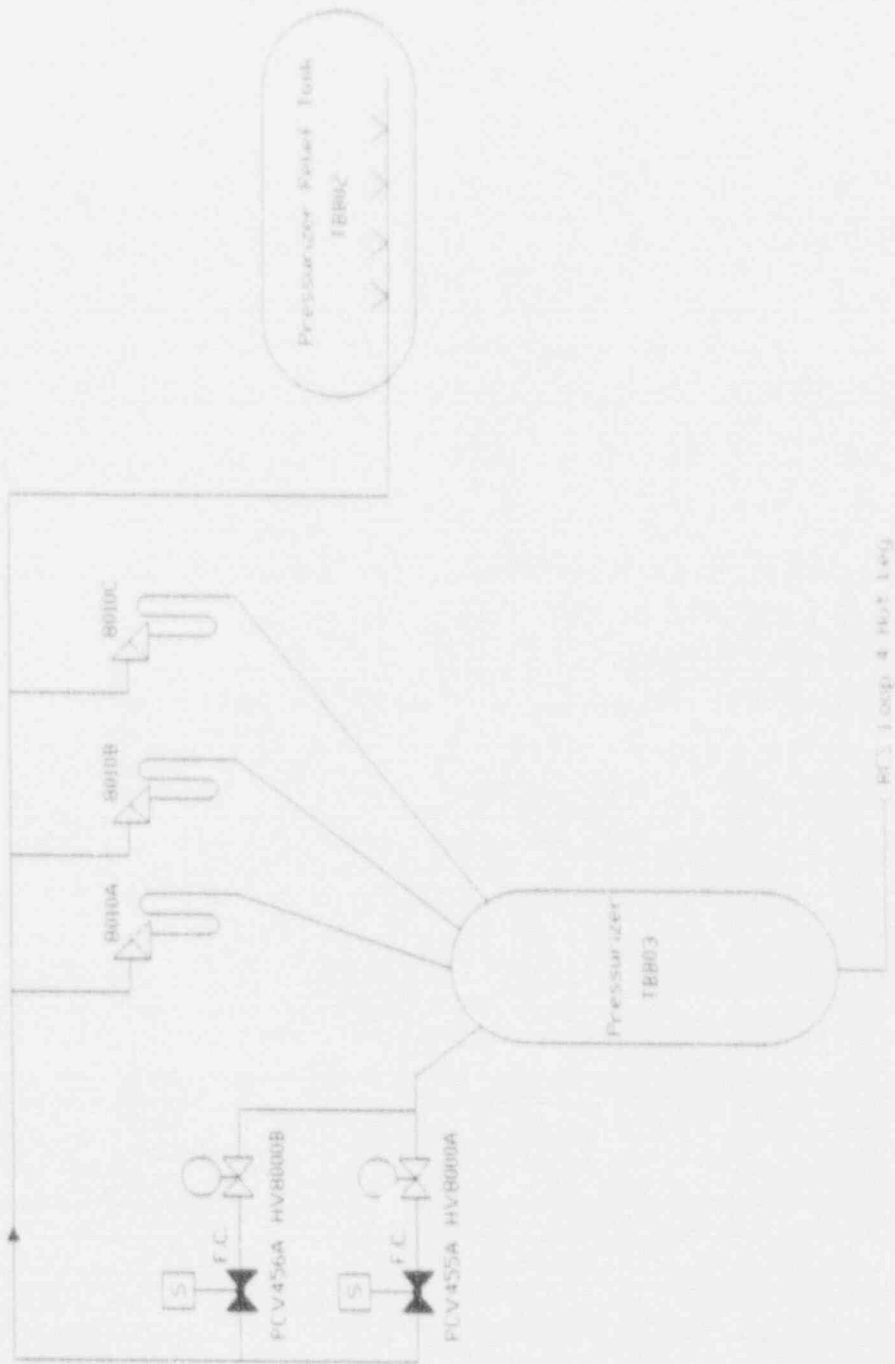 Pressurizer Relief Tank
TBB02
8010C
8010B
8010A
Pressurizer
TBB03
RCS Loop 4 Hot Leg
S
F.C.
PCV456A HV8000B
S
F.C.
PCV455A HV8000A